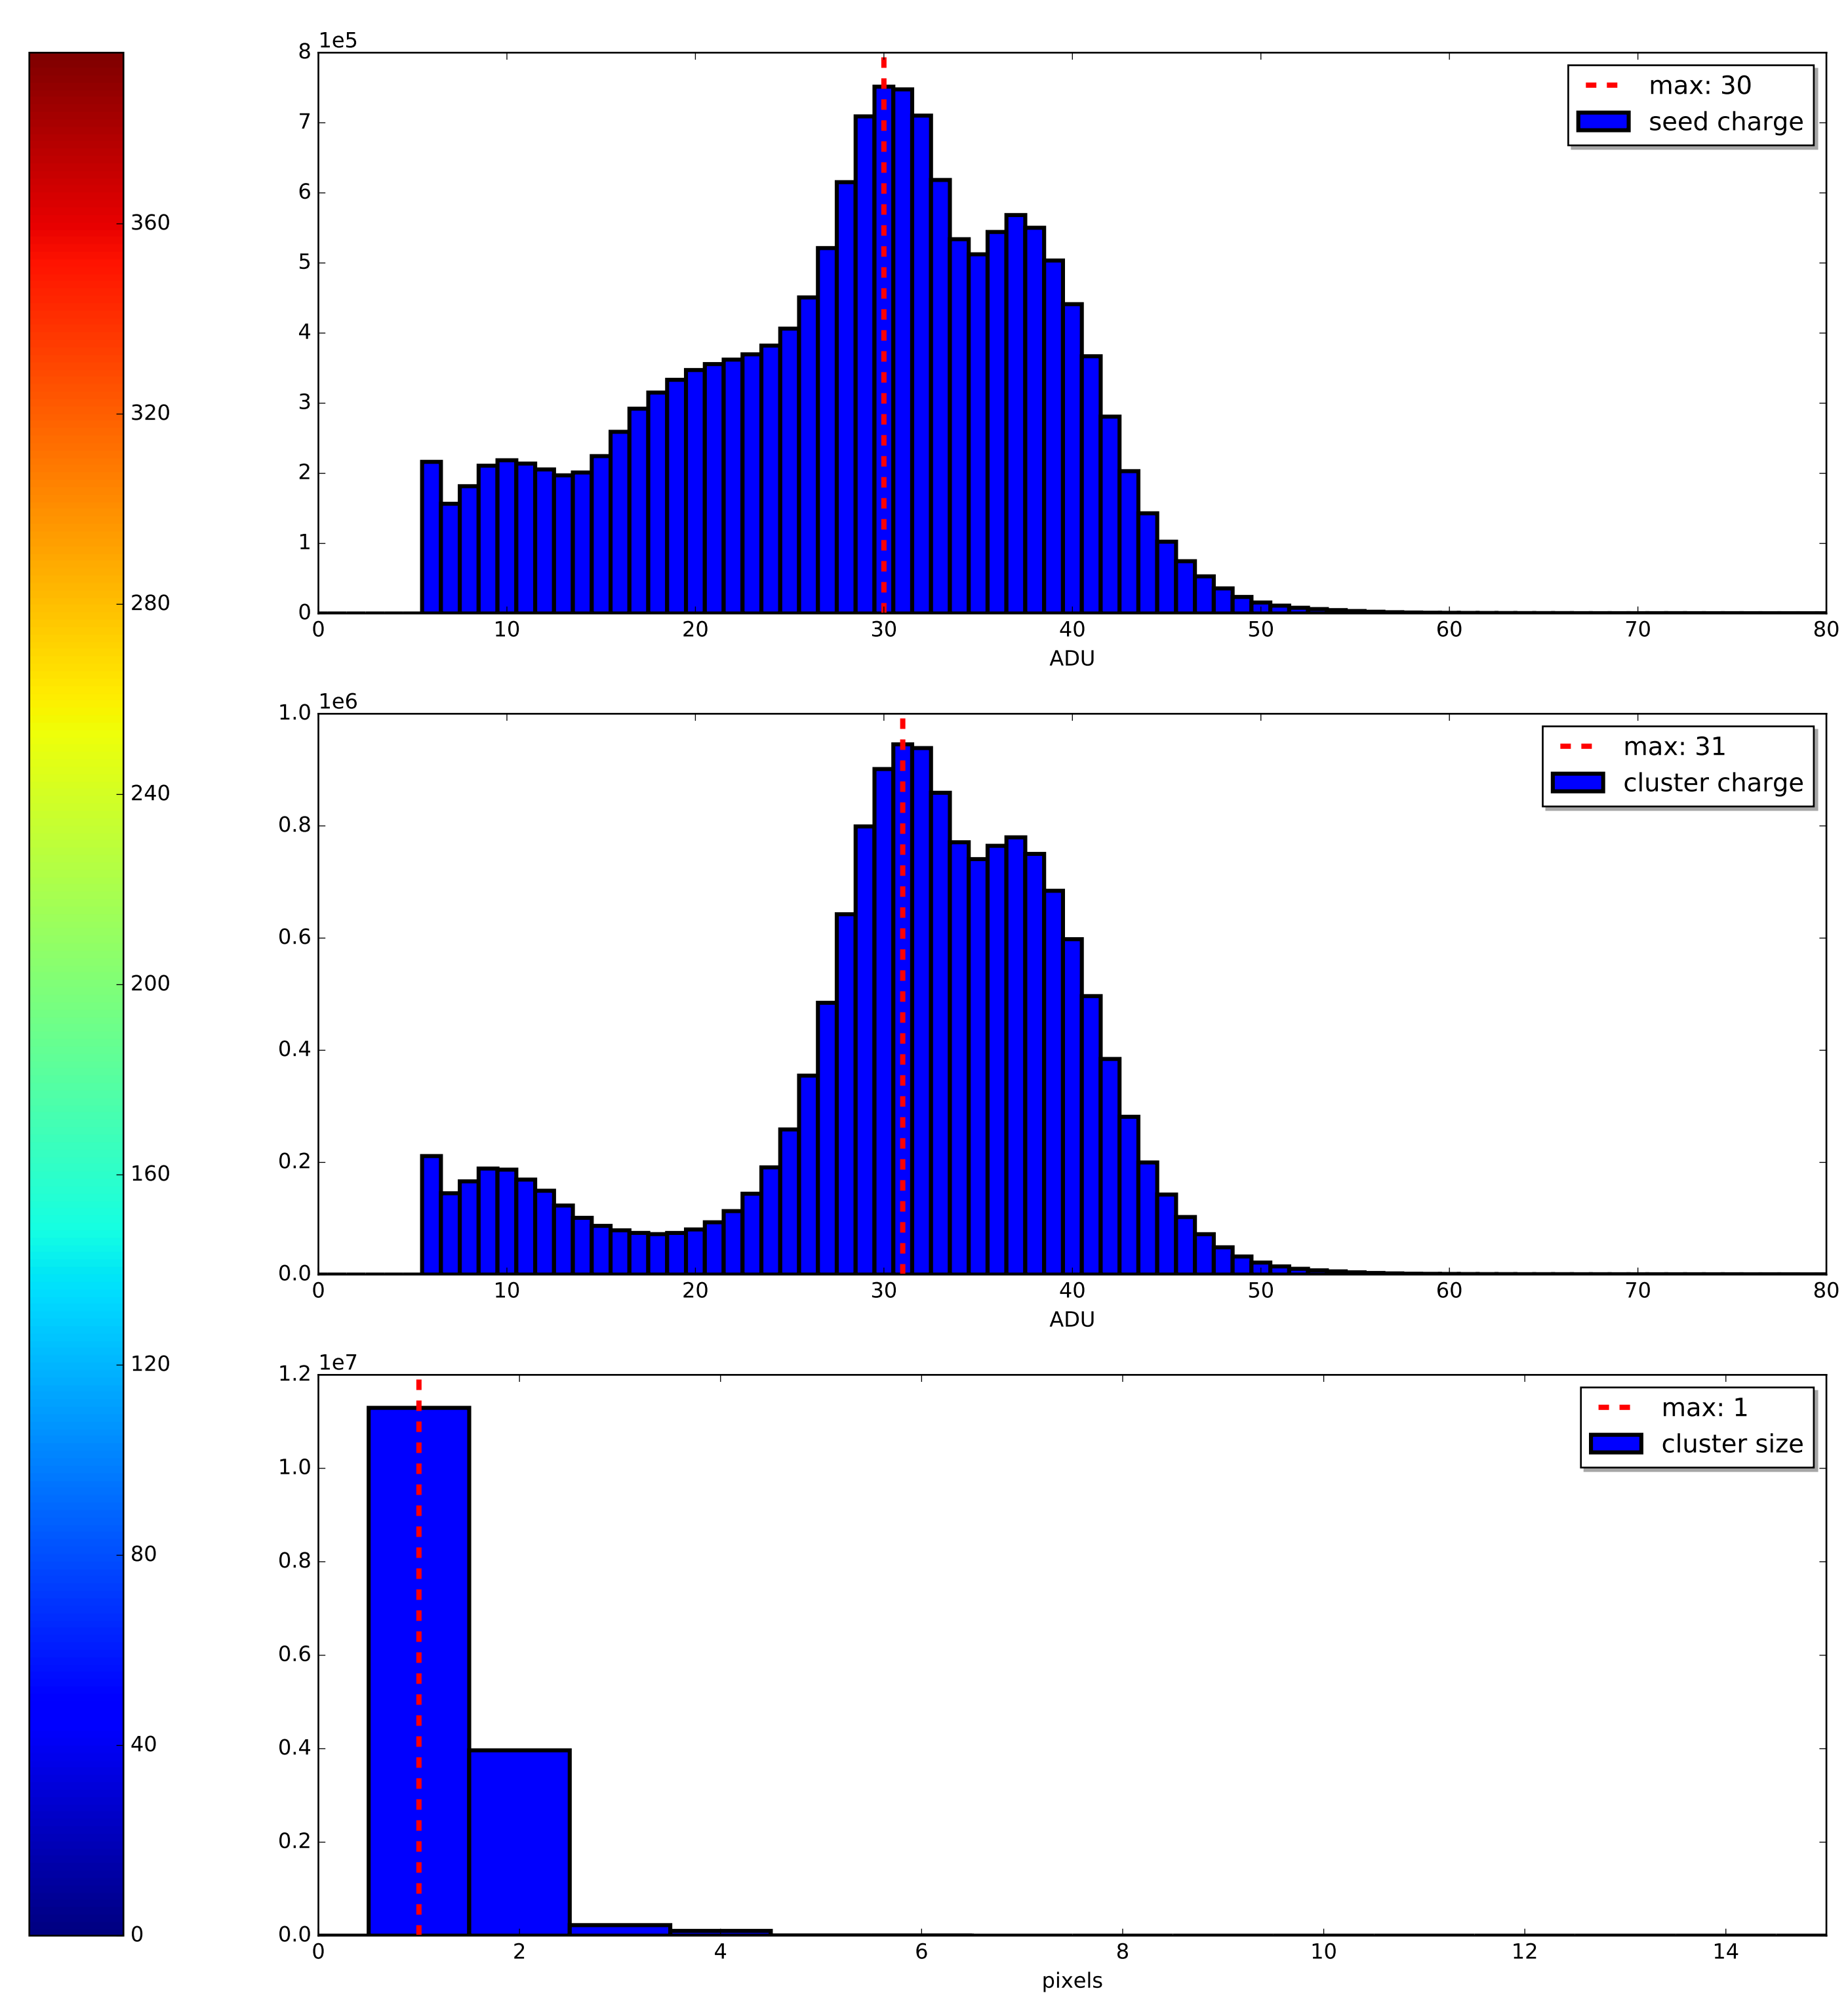 360
320
280
240
200
160
120
80
40
0
1e5
8
7
6
5
4
3
2
1
0
max: 30
seed charge
0 10 20 30 40 50 60 70 80
ADU
1e6
1.0
0.8
0.6
0.4
0.2
0.0
max: 31
cluster charge
0 10 20 30 40 50 60 70 80
ADU
1e7
1.2
1.0
0.8
0.6
0.4
0.2
0.0
max: 1
cluster size
0 2 4 6 8 10 12 14
pixels